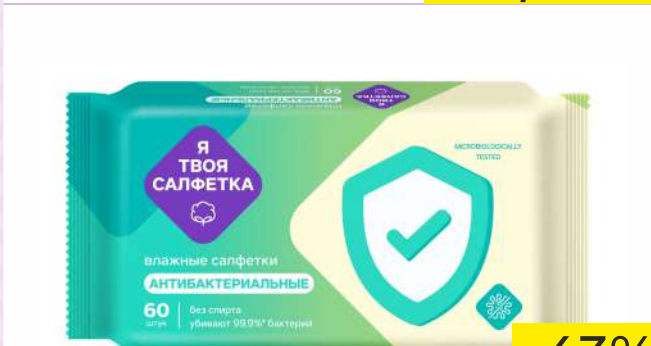 Я
ТВОЯ
САЛФЕТКА
MICROBIOLOGICALLY
TESTED
влажные салфетки
АНТИБАКТЕРИАЛЬНЫЕ
60
штук
без спирта
убивают 99.9%* бактерий